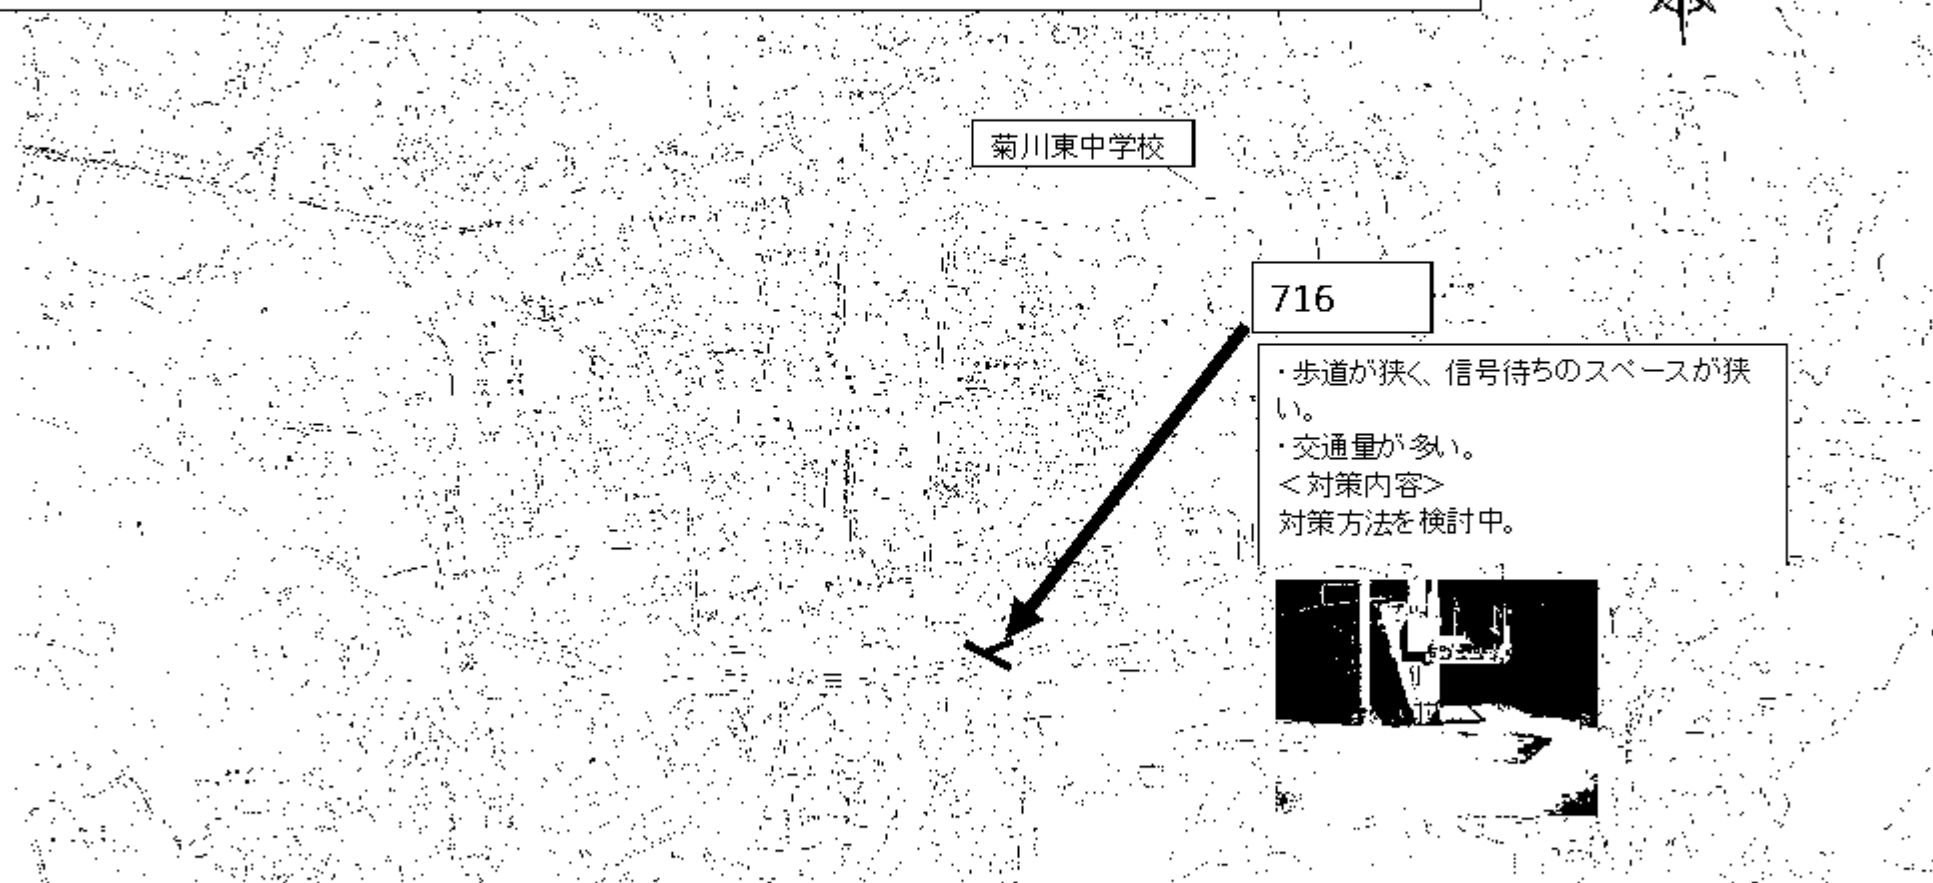 菊川東中学校
716
・歩道が狭く、信号待ちのスペースが狭
い。
・交通量が多い。
＜対策内容＞
対策方法を検討中。